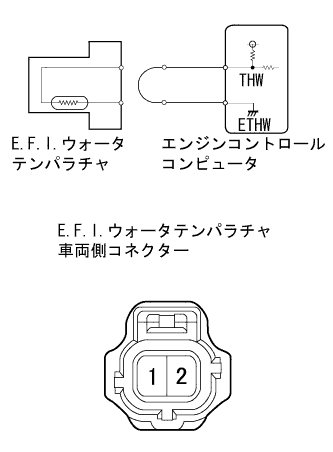 THW
ETHW
E.F.I.ウォータ
テンパラチャ
エンジンコントロール
コンピュータ
E.F.I.ウォータテンパラチャ
車両側コネクター
1 2